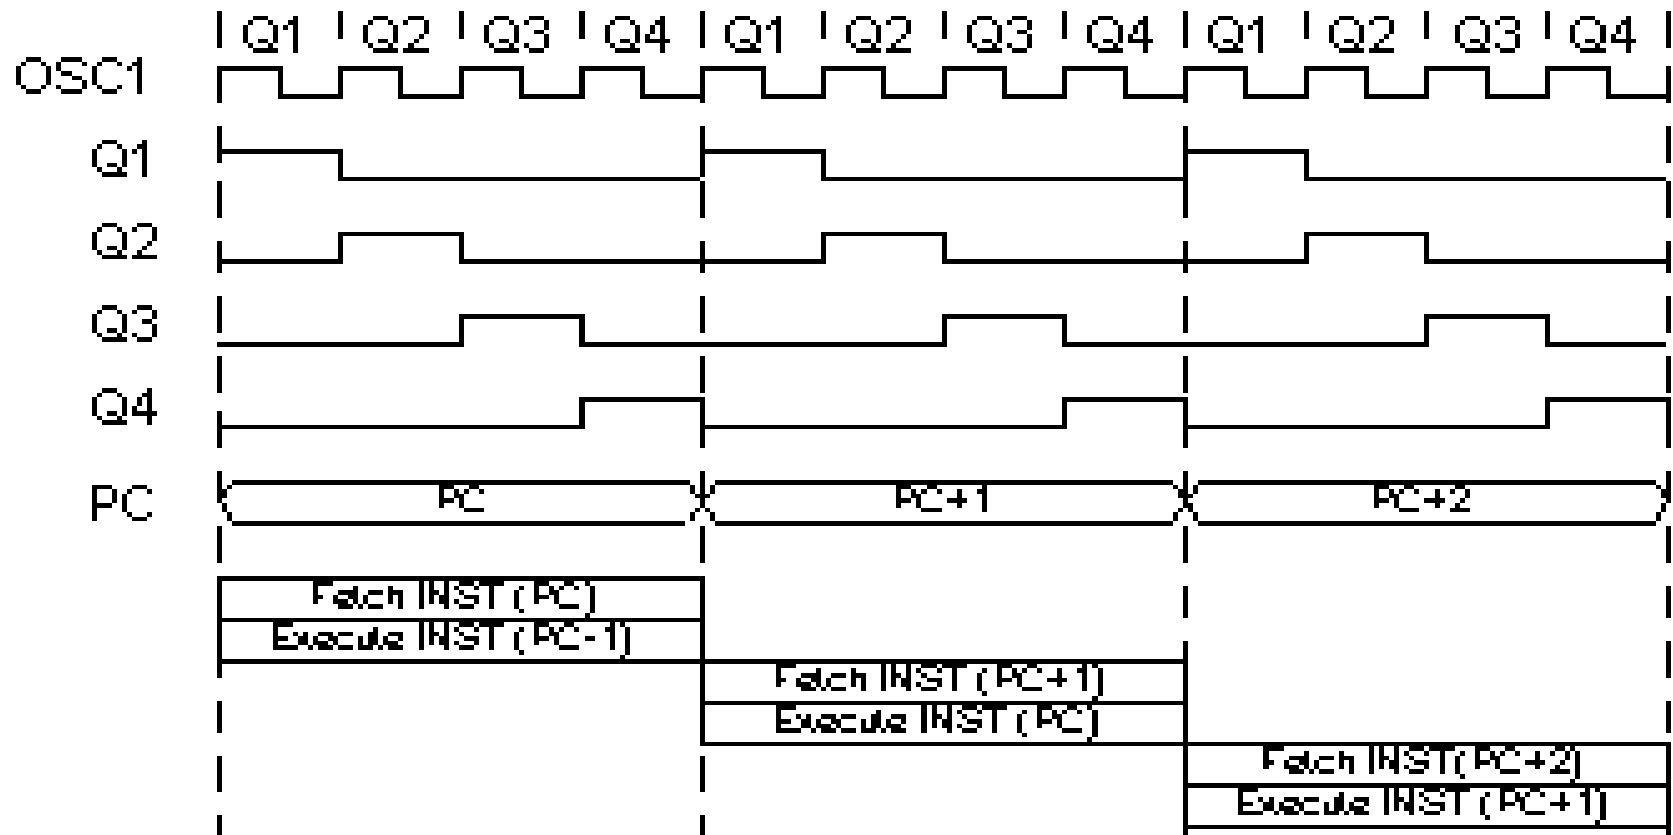 Q1 Q2 Q3 Q4 Q1 Q2 Q3 Q4 Q1 Q2 Q3 Q4
OSC1
Q1
Q2
Q3
Q4
PC PC PC+1 PC+2
Fetch INST (PC)
Execute INST (PC-1)
Fetch INST (PC+1)
Execute INST (PC)
Fetch INST(PC+2)
Execute INST (PC+1)